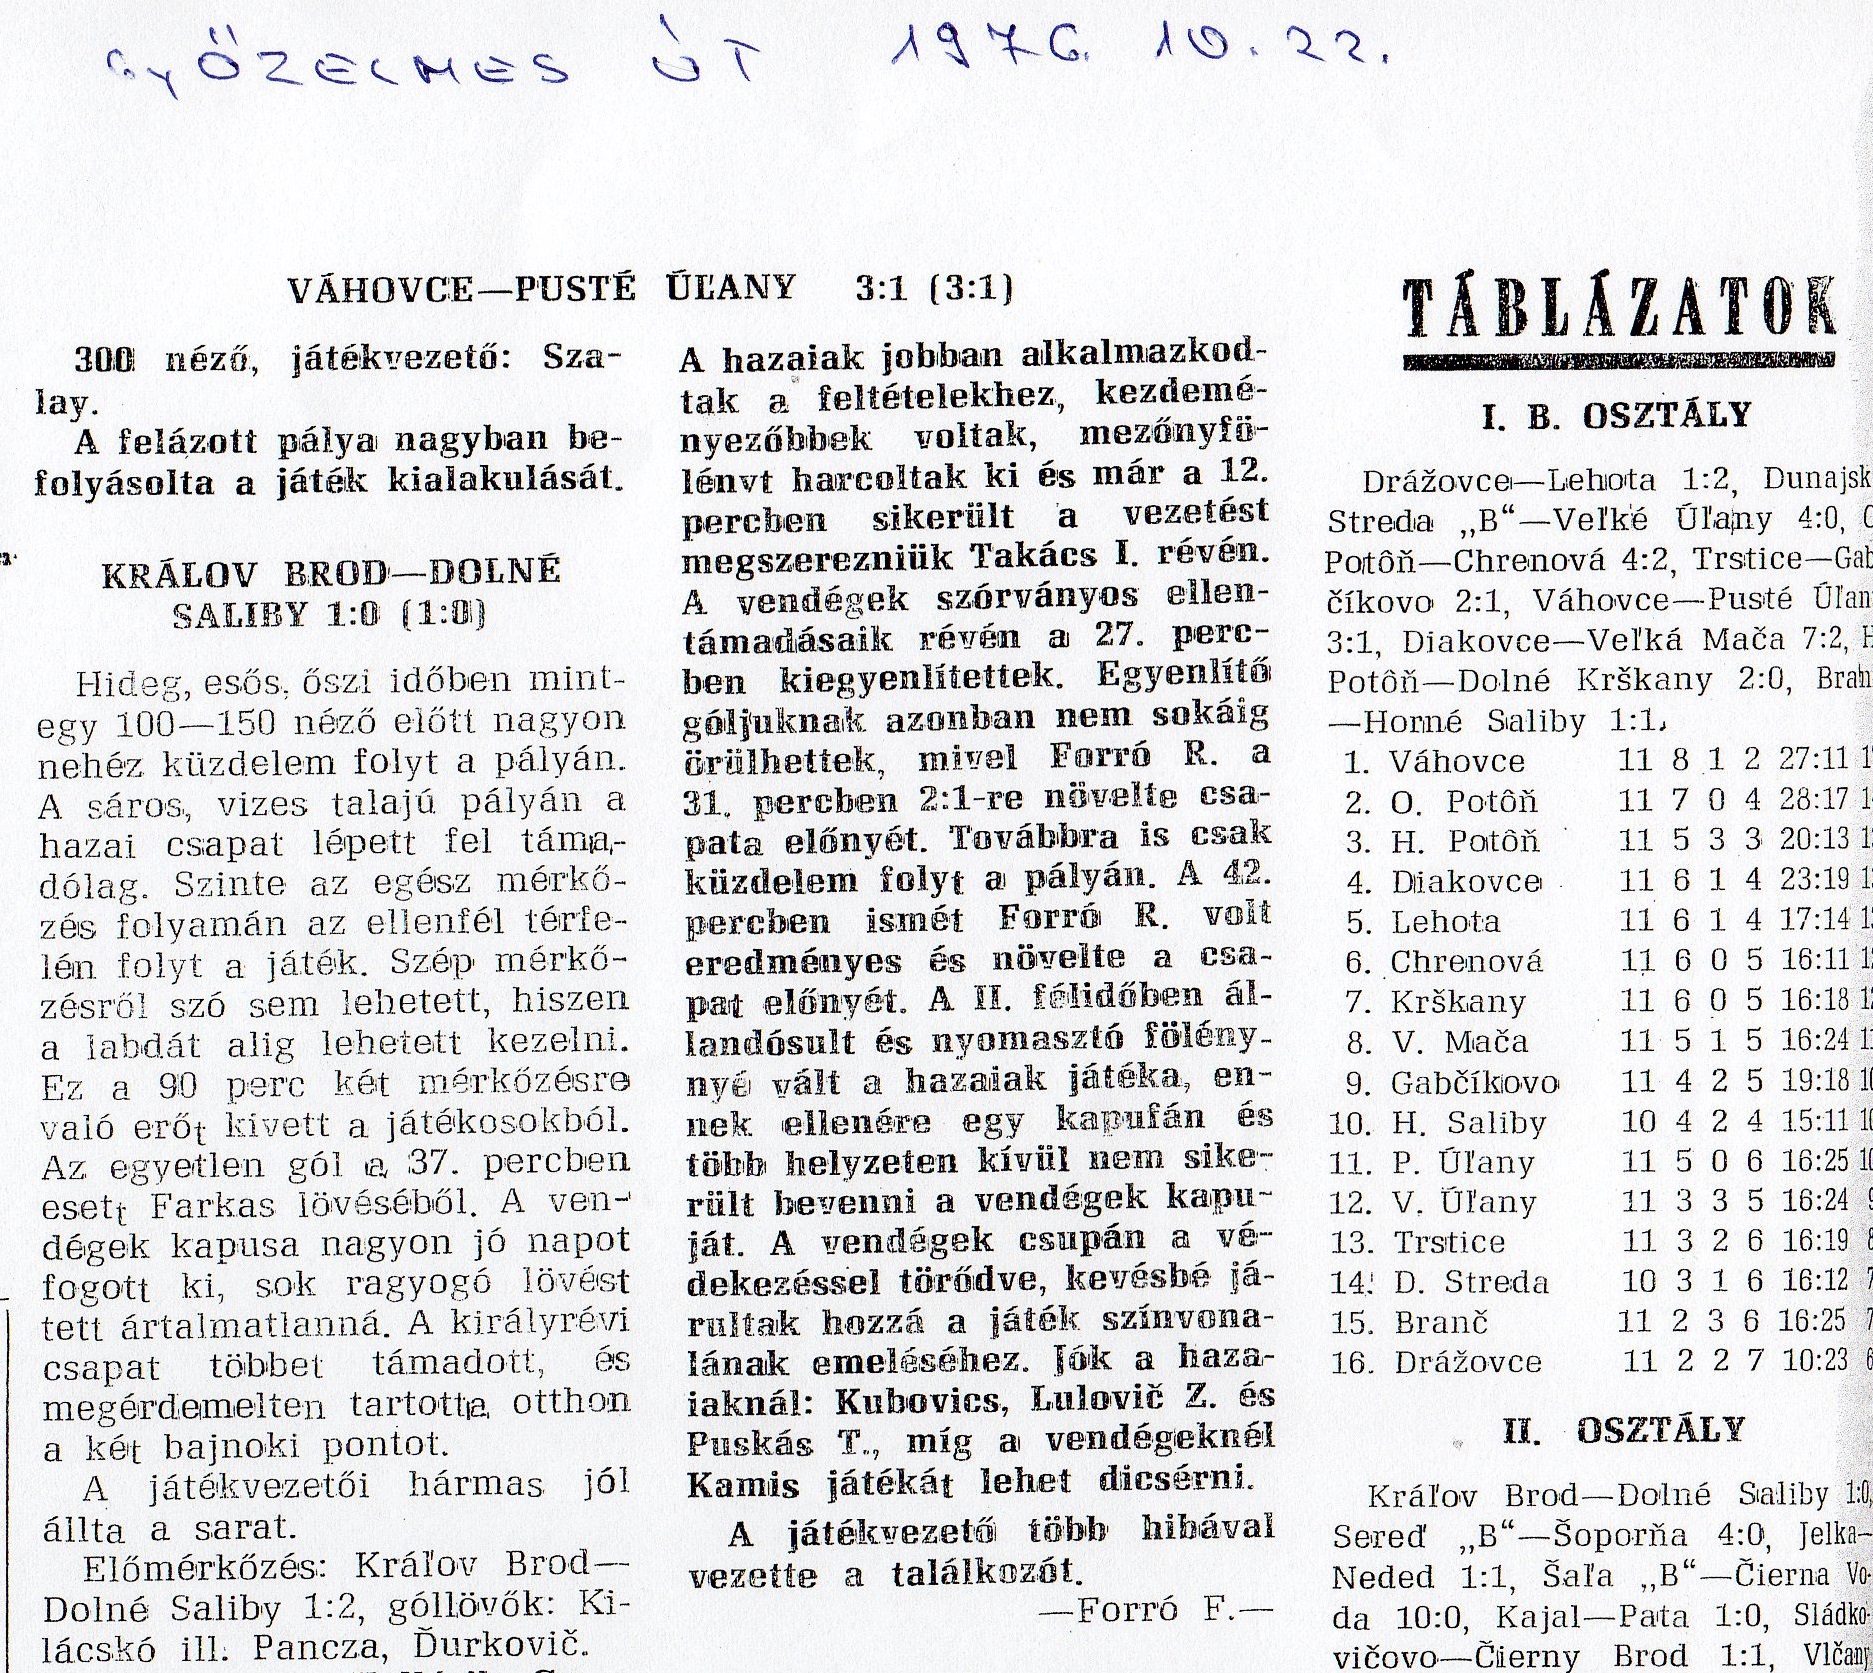 GYŐZELMES ÚT 1976. 10. 22.
VÁHOVCE—PUSTÉ ÚĽANY 3:1 (3:1)
300 néző, játékvezető: Sza-
lay.
A felázott pálya nagyban be-
folyásolta a játék kialakulását.
KRÁLOV BROD—DOLNÉ
SALIBY 1:0 (1:0)
Hideg, esős, őszi időben mint-
egy 100—150 néző előtt nagyon
nehéz küzdelem folyt a pályán.
A sáros, vizes talajú pályán a
hazai csapat lépett fel táma-
dólag. Szinte az egész mérkő-
zés folyamán az ellenfél térfe-
lén folyt a játék. Szép mérkő-
zésről szó sem lehetett, hiszen
a labdát alig lehetett kezelni.
Ez a 90 perc két mérkőzésre
való erőt kivett a játékosokból.
Az egyetlen gól a 37. percben
esett Farkas lövéséből. A ven-
dégek kapusa nagyon jó napot
fogott ki, sok ragyogó lövést
tett ártalmatlanná. A királyrévi
csapat többet támadott, és
megérdemelten tartotta otthon
a két bajnoki pontot.
A játékvezetői hármas jól
állta a sarat.
Előmérkőzés: Kráľov Brod—
Dolné Saliby 1:2, góllövők: Ki-
lácskó ill. Pancza, Ďurkovič.
A hazaiak jobban alkalmazkod-
tak a feltételekhez, kezdemé-
nyezőbbek voltak, mezőnyfö-
lényt harcoltak ki és már a 12.
percben sikerült a vezetést
megszerezniük Takács I. révén.
A vendégek szórványos ellen-
támadásaik révén a 27. perc-
ben kiegyenlítettek. Egyenlítő
góljuknak azonban nem sokáig
örülhettek, mivel Forró R. a
31. percben 2:1-re növelte csa-
pata előnyét. Továbbra is csak
küzdelem folyt a pályán. A 42.
percben ismét Forró R. volt
eredményes és növelte a csa-
pat előnyét. A II. félidőben ál-
landósult és nyomasztó fölény-
nyé vált a hazaiak játéka, en-
nek ellenére egy kapufán és
több helyzeten kívül nem sike-
rült bevenni a vendégek kapu-
ját. A vendégek csupán a vé-
dekezéssel törődve, kevésbé já-
rultak hozzá a játék színvona-
lának emeléséhez. Jók a haza-
iaknál: Kubovics, Lulovič Z. és
Puskás T., míg a vendégeknél
Kamis játékát lehet dicsérni.
A játékvezető több hibával
vezette a találkozót.
—Forró F.—
TÁBLÁZATOK
I. B. OSZTÁLY
Drážovce—Lehota 1:2, Dunajsk
Streda „B“—Veľké Úľany 4:0, O
Potôň—Chrenová 4:2, Trstice—Gab
číkovo 2:1, Váhovce—Pusté Úľan
3:1, Diakovce—Veľká Mača 7:2, H
Potôň—Dolné Krškany 2:0, Bran
—Horné Saliby 1:1.
1. Váhovce 11 8 1 2 27:11
2. O. Potôň 11 7 0 4 28:17
3. H. Potôň 11 5 3 3 20:13
4. Diakovce 11 6 1 4 23:19
5. Lehota 11 6 1 4 17:14
6. Chrenová 11 6 0 5 16:11
7. Krškany 11 6 0 5 16:18
8. V. Mača 11 5 1 5 16:24
9. Gabčíkovo 11 4 2 5 19:18
10. H. Saliby 10 4 2 4 15:11
11. P. Úľany 11 5 0 6 16:25
12. V. Úľany 11 3 3 5 16:24
13. Trstice 11 3 2 6 16:19
14. D. Streda 10 3 1 6 16:12
15. Branč 11 2 3 6 16:25
16. Drážovce 11 2 2 7 10:23
II. OSZTÁLY
Kráľov Brod—Dolné Saliby 1:0,
Sereď „B“—Šoporňa 4:0, Jelka—
Neded 1:1, Šaľa „B“—Čierna Vo-
da 10:0, Kajal—Pata 1:0, Sládko-
vičovo—Čierny Brod 1:1, Vlčany